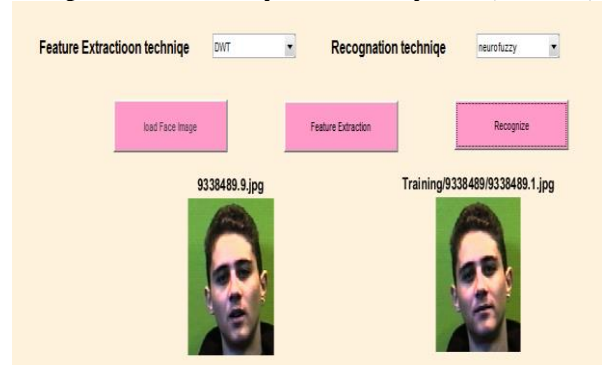 Feature Extractioon techniqe DWT Recognation techniqe neurofuzzy
load Face Image Feature Extraction Recognize
9338489.9.jpg Training/9338489/9338489.1.jpg